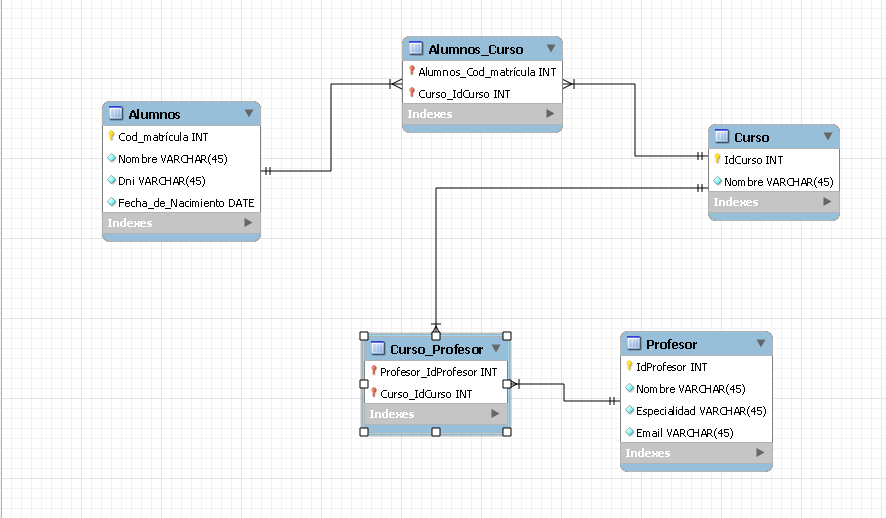 Alumnos_Curso
Alumnos_Cod_matrícula INT
Curso_IdCurso INT
Indexes
Alumnos
Cod_matrícula INT
Nombre VARCHAR(45)
Dni VARCHAR(45)
Fecha_de_Nacimiento DATE
Indexes
Curso
IdCurso INT
Nombre VARCHAR(45)
Indexes
Curso_Profesor
Profesor_IdProfesor INT
Curso_IdCurso INT
Indexes
Profesor
IdProfesor INT
Nombre VARCHAR(45)
Especialidad VARCHAR(45)
Email VARCHAR(45)
Indexes